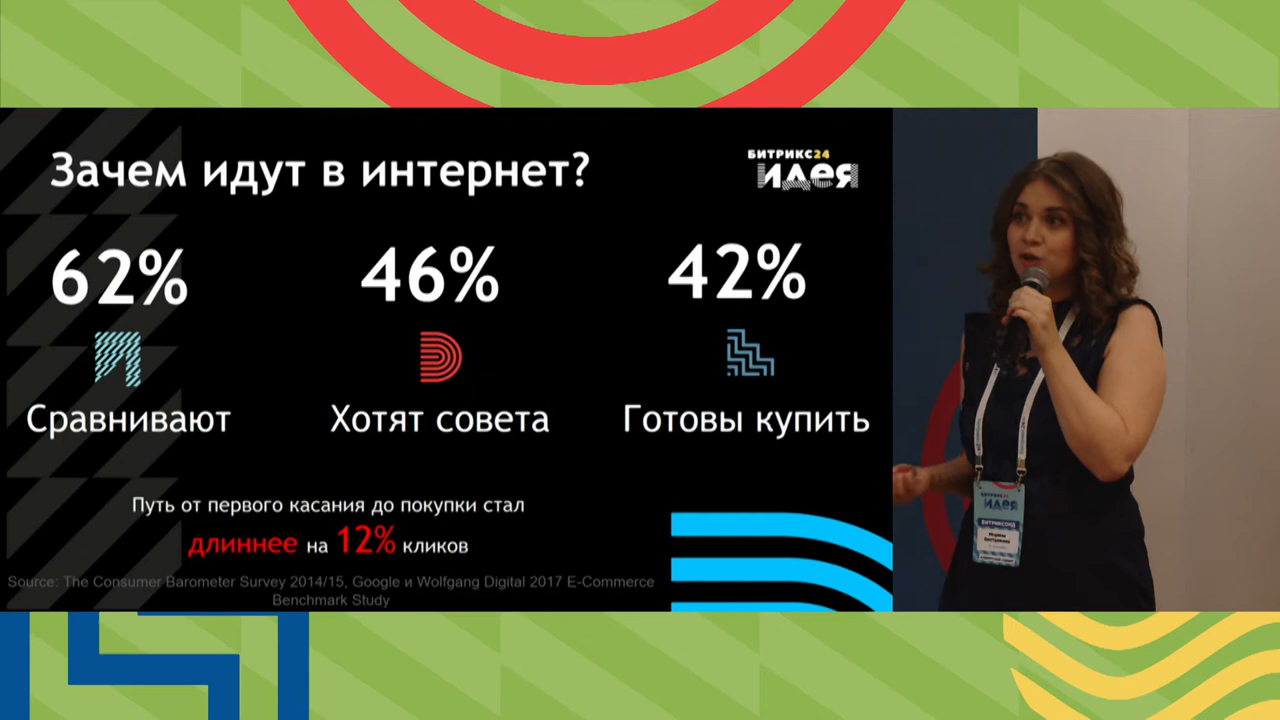 Зачем идут в интернет?
БИТРИКС24
идея
62%
46%
42%
Сравнивают
Хотят совета
Готовы купить
Путь от первого касания до покупки стал
длиннее на 12% кликов
Source: The Consumer Barometer Survey 2014/15, Google и Wolfgang Digital 2017 E-Commerce
Benchmark Study
БИТРИКС24
идея